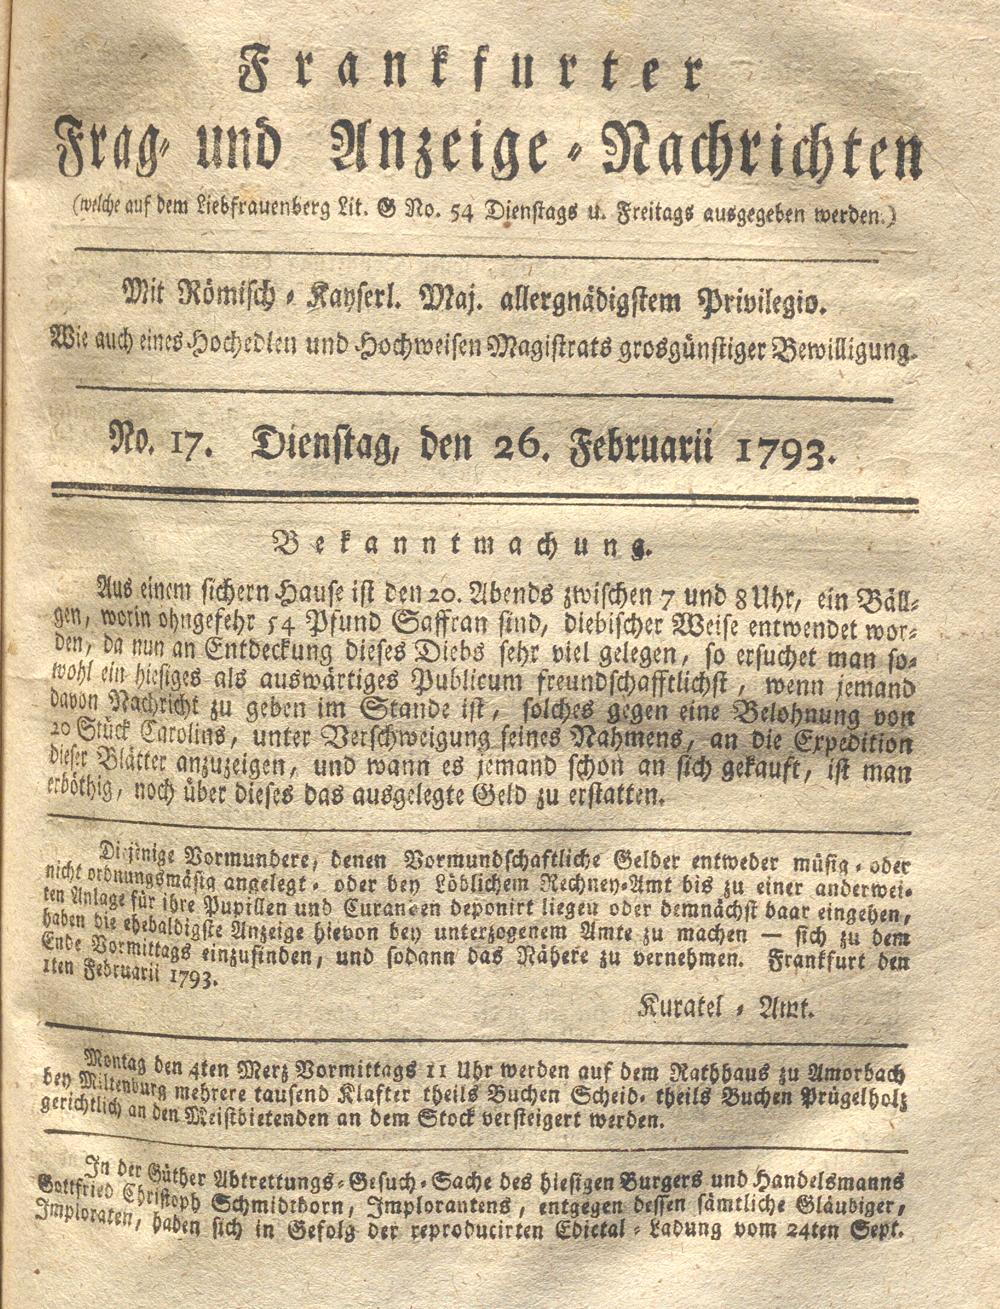 Frankfurter
Frag- und Anzeige-Nachrichten
(welche auf dem Liebfrauenberg Lit. G No. 54 Dienstags u. Freitags ausgegeben werden.)
Mit Römisch-Kayserl. Maj. allergnädigstem Privilegio.
Wie auch eines Hochedlen und Hochweisen Magistrats grosgünstiger Bewilligung.
No. 17. Dienstag, den 26. Februarii 1793.
Bekanntmachung.
Aus einem sichern Hause ist den 20. Abends zwischen 7 und 8 Uhr, ein Bäll-
gen, worin ohngefehr 54 Pfund Saffran sind, diebischer Weise entwendet wor-
den, da nun an Entdeckung dieses Diebs sehr viel gelegen, so ersuchet man so-
wohl ein hiesiges als auswärtiges Publicum freundschafftlichst, wenn jemand
davon Nachricht zu geben im Stande ist, solches gegen eine Belohnung von
20 Stück Carolins, unter Verschweigung seines Nahmens, an die Expedition
dieser Blätter anzuzeigen, und wann es jemand schon an sich gekauft, ist man
erböthig, noch über dieses das ausgelegte Geld zu erstatten.
Diejenige Vormundere, denen Vormundschaftliche Gelder entweder müsig- oder
nicht ordnungsmäsig angelegt- oder bey Löblichem Rechney-Amt bis zu einer anderwei-
ten Anlage für ihre Pupillen und Curanden deponirt liegen oder demnächst baar eingehen,
haben die ehebaldigste Anzeige hievon bey unterzogenem Amte zu machen — sich zu dem
Ende Vormittags einzufinden, und sodann das Nähere zu vernehmen. Frankfurt den
1ten Februarii 1793.
Kuratel-Amt.
Montag den 4ten Merz Vormittags 11 Uhr werden auf dem Rathhaus zu Amorbach
bey Miltenburg mehrere tausend Klafter theils Buchen Scheid- theils Buchen Prügelholz
gerichtlich an den Meistbietenden an dem Stock versteigert werden.
In der Güther Abtrettungs-Gesuch-Sache des hiesigen Burgers und Handelsmanns
Gottfried Christoph Schmidtborn, Implorantens, entgegen dessen sämtliche Gläubiger,
Imploraten, haben sich in Gefolg der reproducirten Edictal-Ladung vom 24ten Sept.